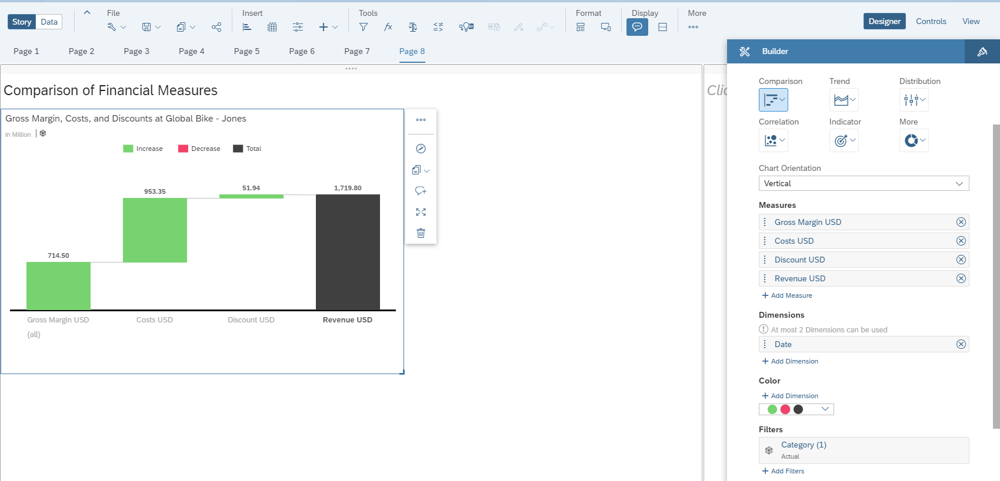 Story Data
File
Insert
Tools
Format
Display
More
Designer
Controls
View
Page 1
Page 2
Page 3
Page 4
Page 5
Page 6
Page 7
Page 8
Comparison of Financial Measures
Gross Margin, Costs, and Discounts at Global Bike - Jones
in Million
Increase
Decrease
Total
714.50
953.35
51.94
1,719.80
Gross Margin USD
Costs USD
Discount USD
Revenue USD
(all)
Clic
Builder
Comparison
Trend
Distribution
Correlation
Indicator
More
Chart Orientation
Vertical
Measures
Gross Margin USD
Costs USD
Discount USD
Revenue USD
+ Add Measure
Dimensions
At most 2 Dimensions can be used
Date
+ Add Dimension
Color
+ Add Dimension
Filters
Category (1)
Actual
+ Add Filters